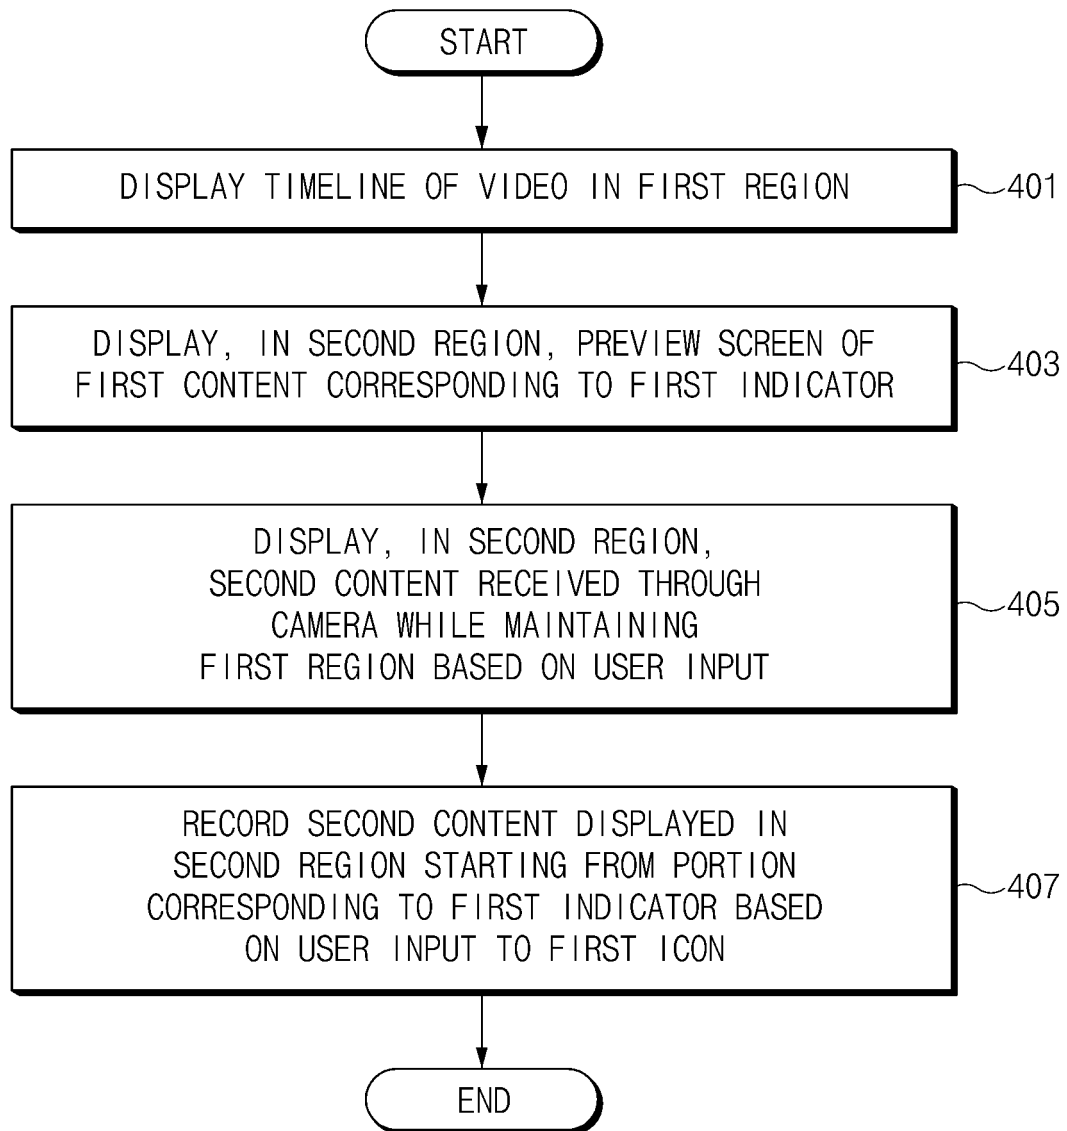 START
DISPLAY TIMELINE OF VIDEO IN FIRST REGION
401
DISPLAY, IN SECOND REGION, PREVIEW SCREEN OF
FIRST CONTENT CORRESPONDING TO FIRST INDICATOR
403
DISPLAY, IN SECOND REGION,
SECOND CONTENT RECEIVED THROUGH
CAMERA WHILE MAINTAINING
FIRST REGION BASED ON USER INPUT
405
RECORD SECOND CONTENT DISPLAYED IN
SECOND REGION STARTING FROM PORTION
CORRESPONDING TO FIRST INDICATOR BASED
ON USER INPUT TO FIRST ICON
407
END